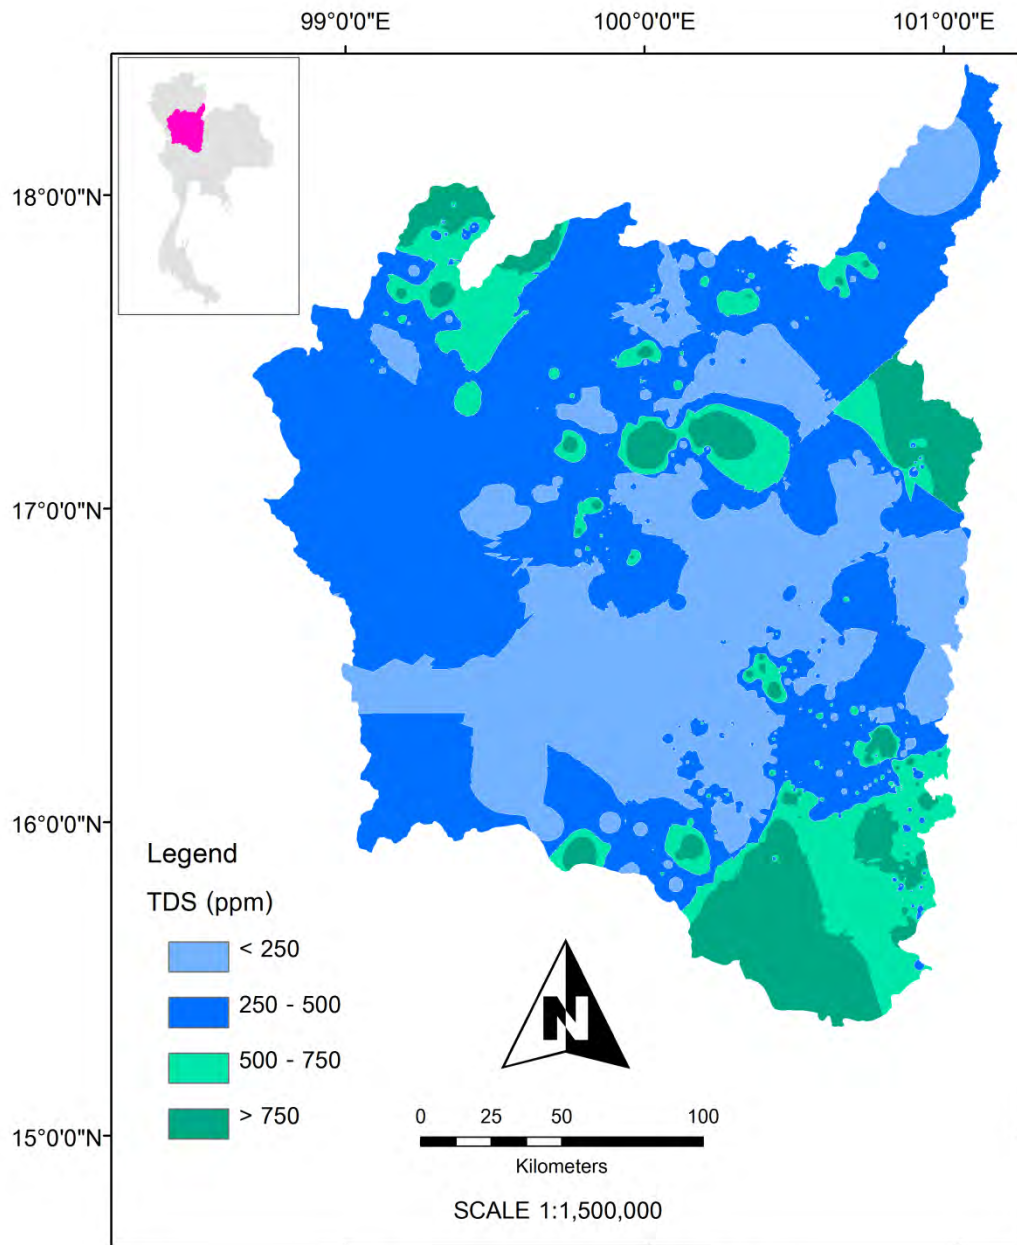 99°0'0"E 100°0'0"E 101°0'0"E
18°0'0"N
17°0'0"N
16°0'0"N
15°0'0"N
Legend
TDS (ppm)
< 250
250 - 500
500 - 750
> 750
N
0 25 50 100
Kilometers
SCALE 1:1,500,000